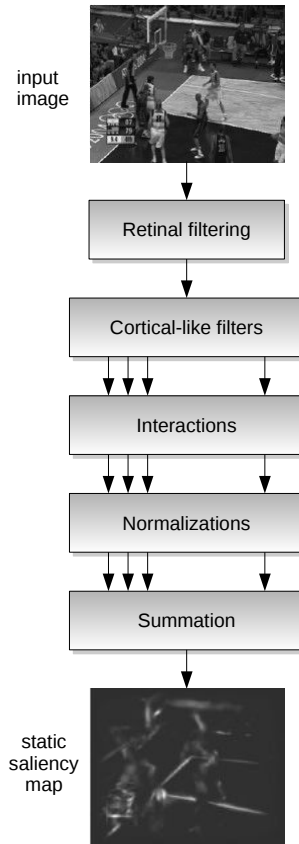 input
image
Retinal filtering
Cortical-like filters
Interactions
Normalizations
Summation
static
saliency
map